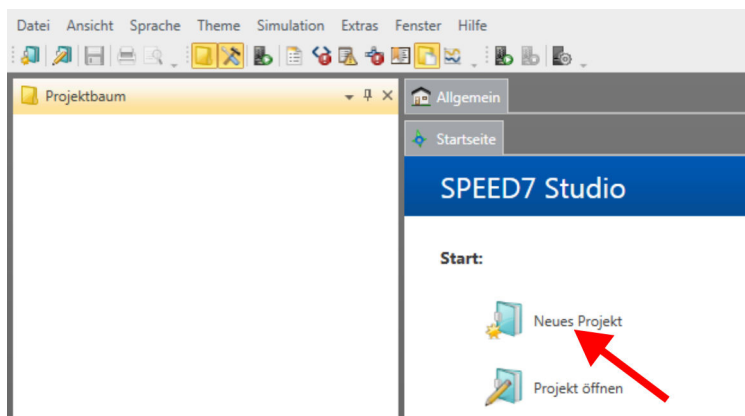 Datei Ansicht Sprache Theme Simulation Extras Fenster Hilfe
Projektbaum
Allgemein
Startseite
SPEED7 Studio
Start:
Neues Projekt
Projekt öffnen